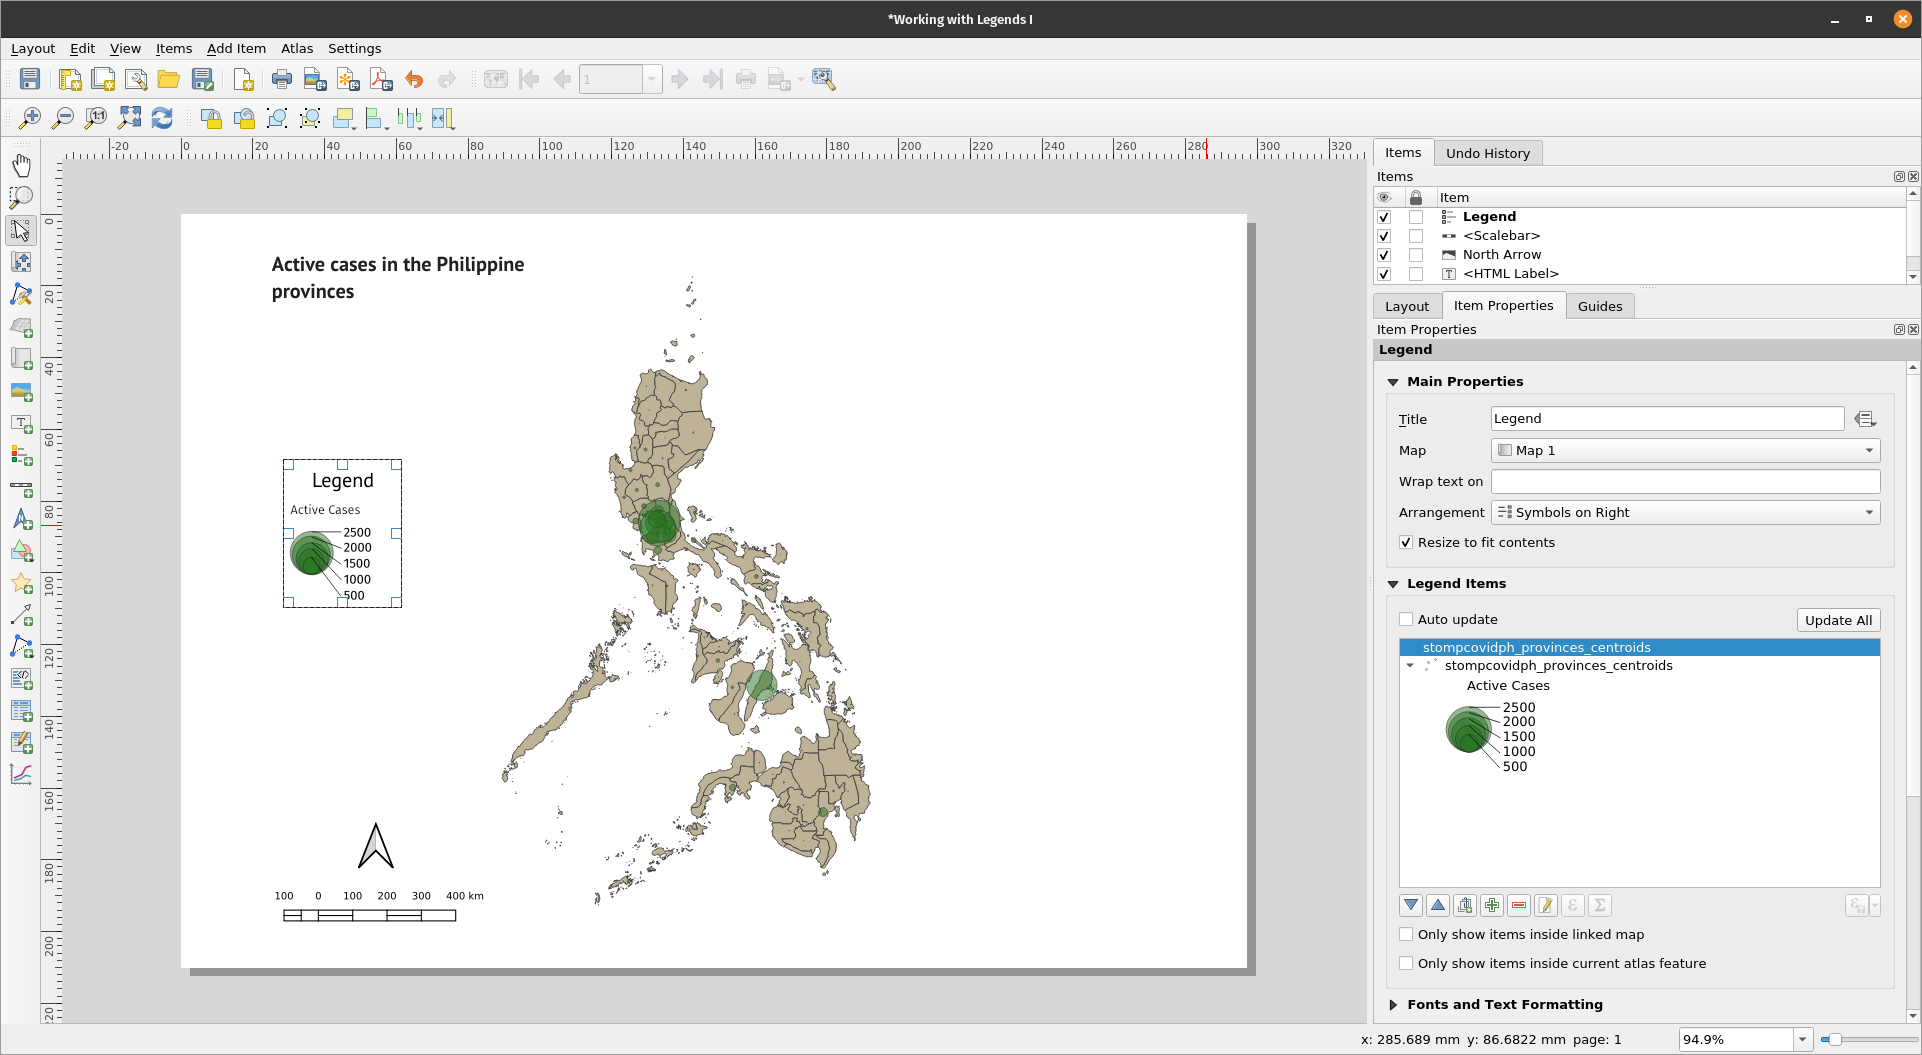 *Working with Legends I
Layout Edit View Items Add Item Atlas Settings
1
-20 0 20 40 60 80 100 120 140 160 180 200 220 240 260 280 300 320
0
20
40
60
80
100
120
140
160
180
200
220
Active cases in the Philippine
provinces
Legend
Active Cases
2500
2000
1500
1000
500
100 0 100 200 300 400 km
Items Undo History
Items
Item
Legend
<Scalebar>
North Arrow
<HTML Label>
Layout Item Properties Guides
Item Properties
Legend
Main Properties
Title Legend
Map Map 1
Wrap text on
Arrangement Symbols on Right
Resize to fit contents
Legend Items
Auto update Update All
stompcovidph_provinces_centroids
stompcovidph_provinces_centroids
Active Cases
2500
2000
1500
1000
500
Only show items inside linked map
Only show items inside current atlas feature
Fonts and Text Formatting
x: 285.689 mm y: 86.6822 mm page: 1 94.9%